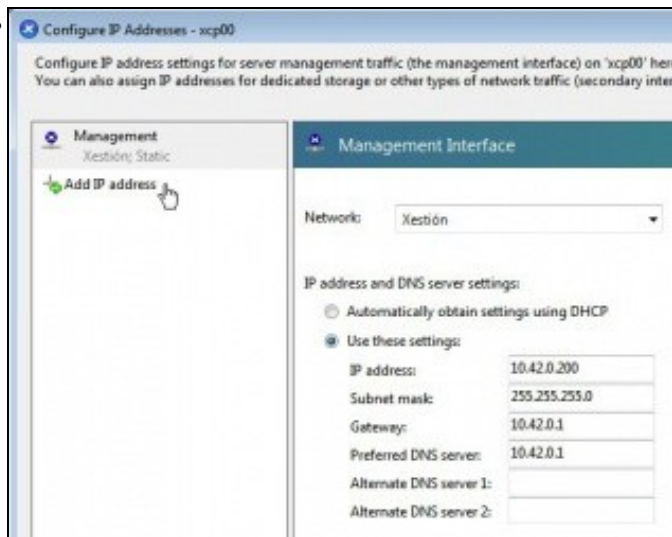 Configure IP Addresses - xcp00
Configure IP address settings for server management traffic (the management interface) on 'xcp00' her
You can also assign IP addresses for dedicated storage or other types of network traffic (secondary inter
Management
Xestión; Static
Add IP address
Management Interface
Network: Xestión
IP address and DNS server settings:
Automatically obtain settings using DHCP
Use these settings:
IP address: 10.42.0.200
Subnet mask: 255.255.255.0
Gateway: 10.42.0.1
Preferred DNS server: 10.42.0.1
Alternate DNS server 1:
Alternate DNS server 2: